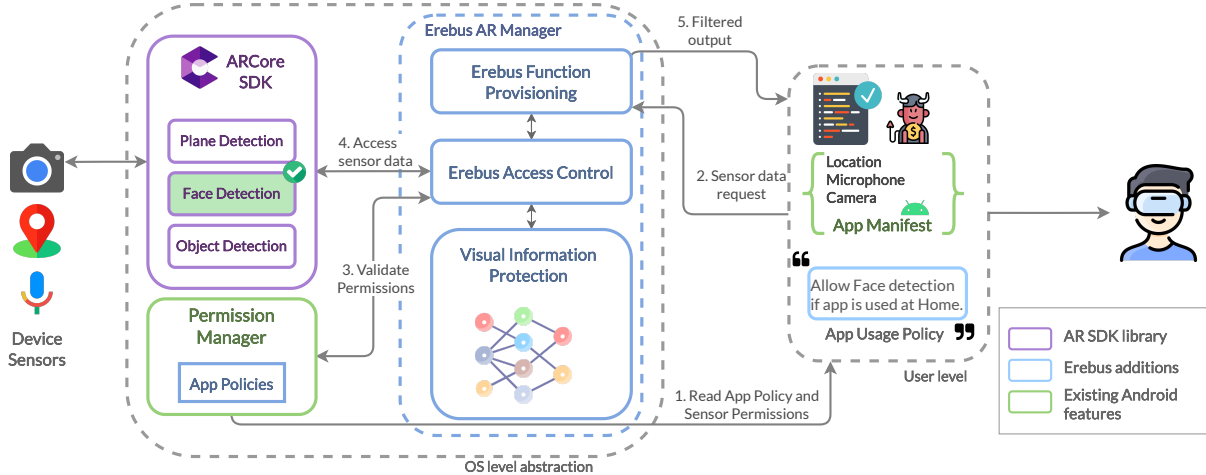 Device
Sensors
ARCore
SDK
Plane Detection
Face Detection
Object Detection
Permission
Manager
App Policies
Erebus AR Manager
Erebus Function
Provisioning
Erebus Access Control
Visual Information
Protection
4. Access
sensor data
3. Validate
Permissions
5. Filtered
output
2. Sensor data
request
1. Read App Policy and
Sensor Permissions
OS level abstraction
Location
Microphone
Camera
App Manifest
❝
Allow Face detection
if app is used at Home.
App Usage Policy ❞
User level
AR SDK library
Erebus additions
Existing Android
features